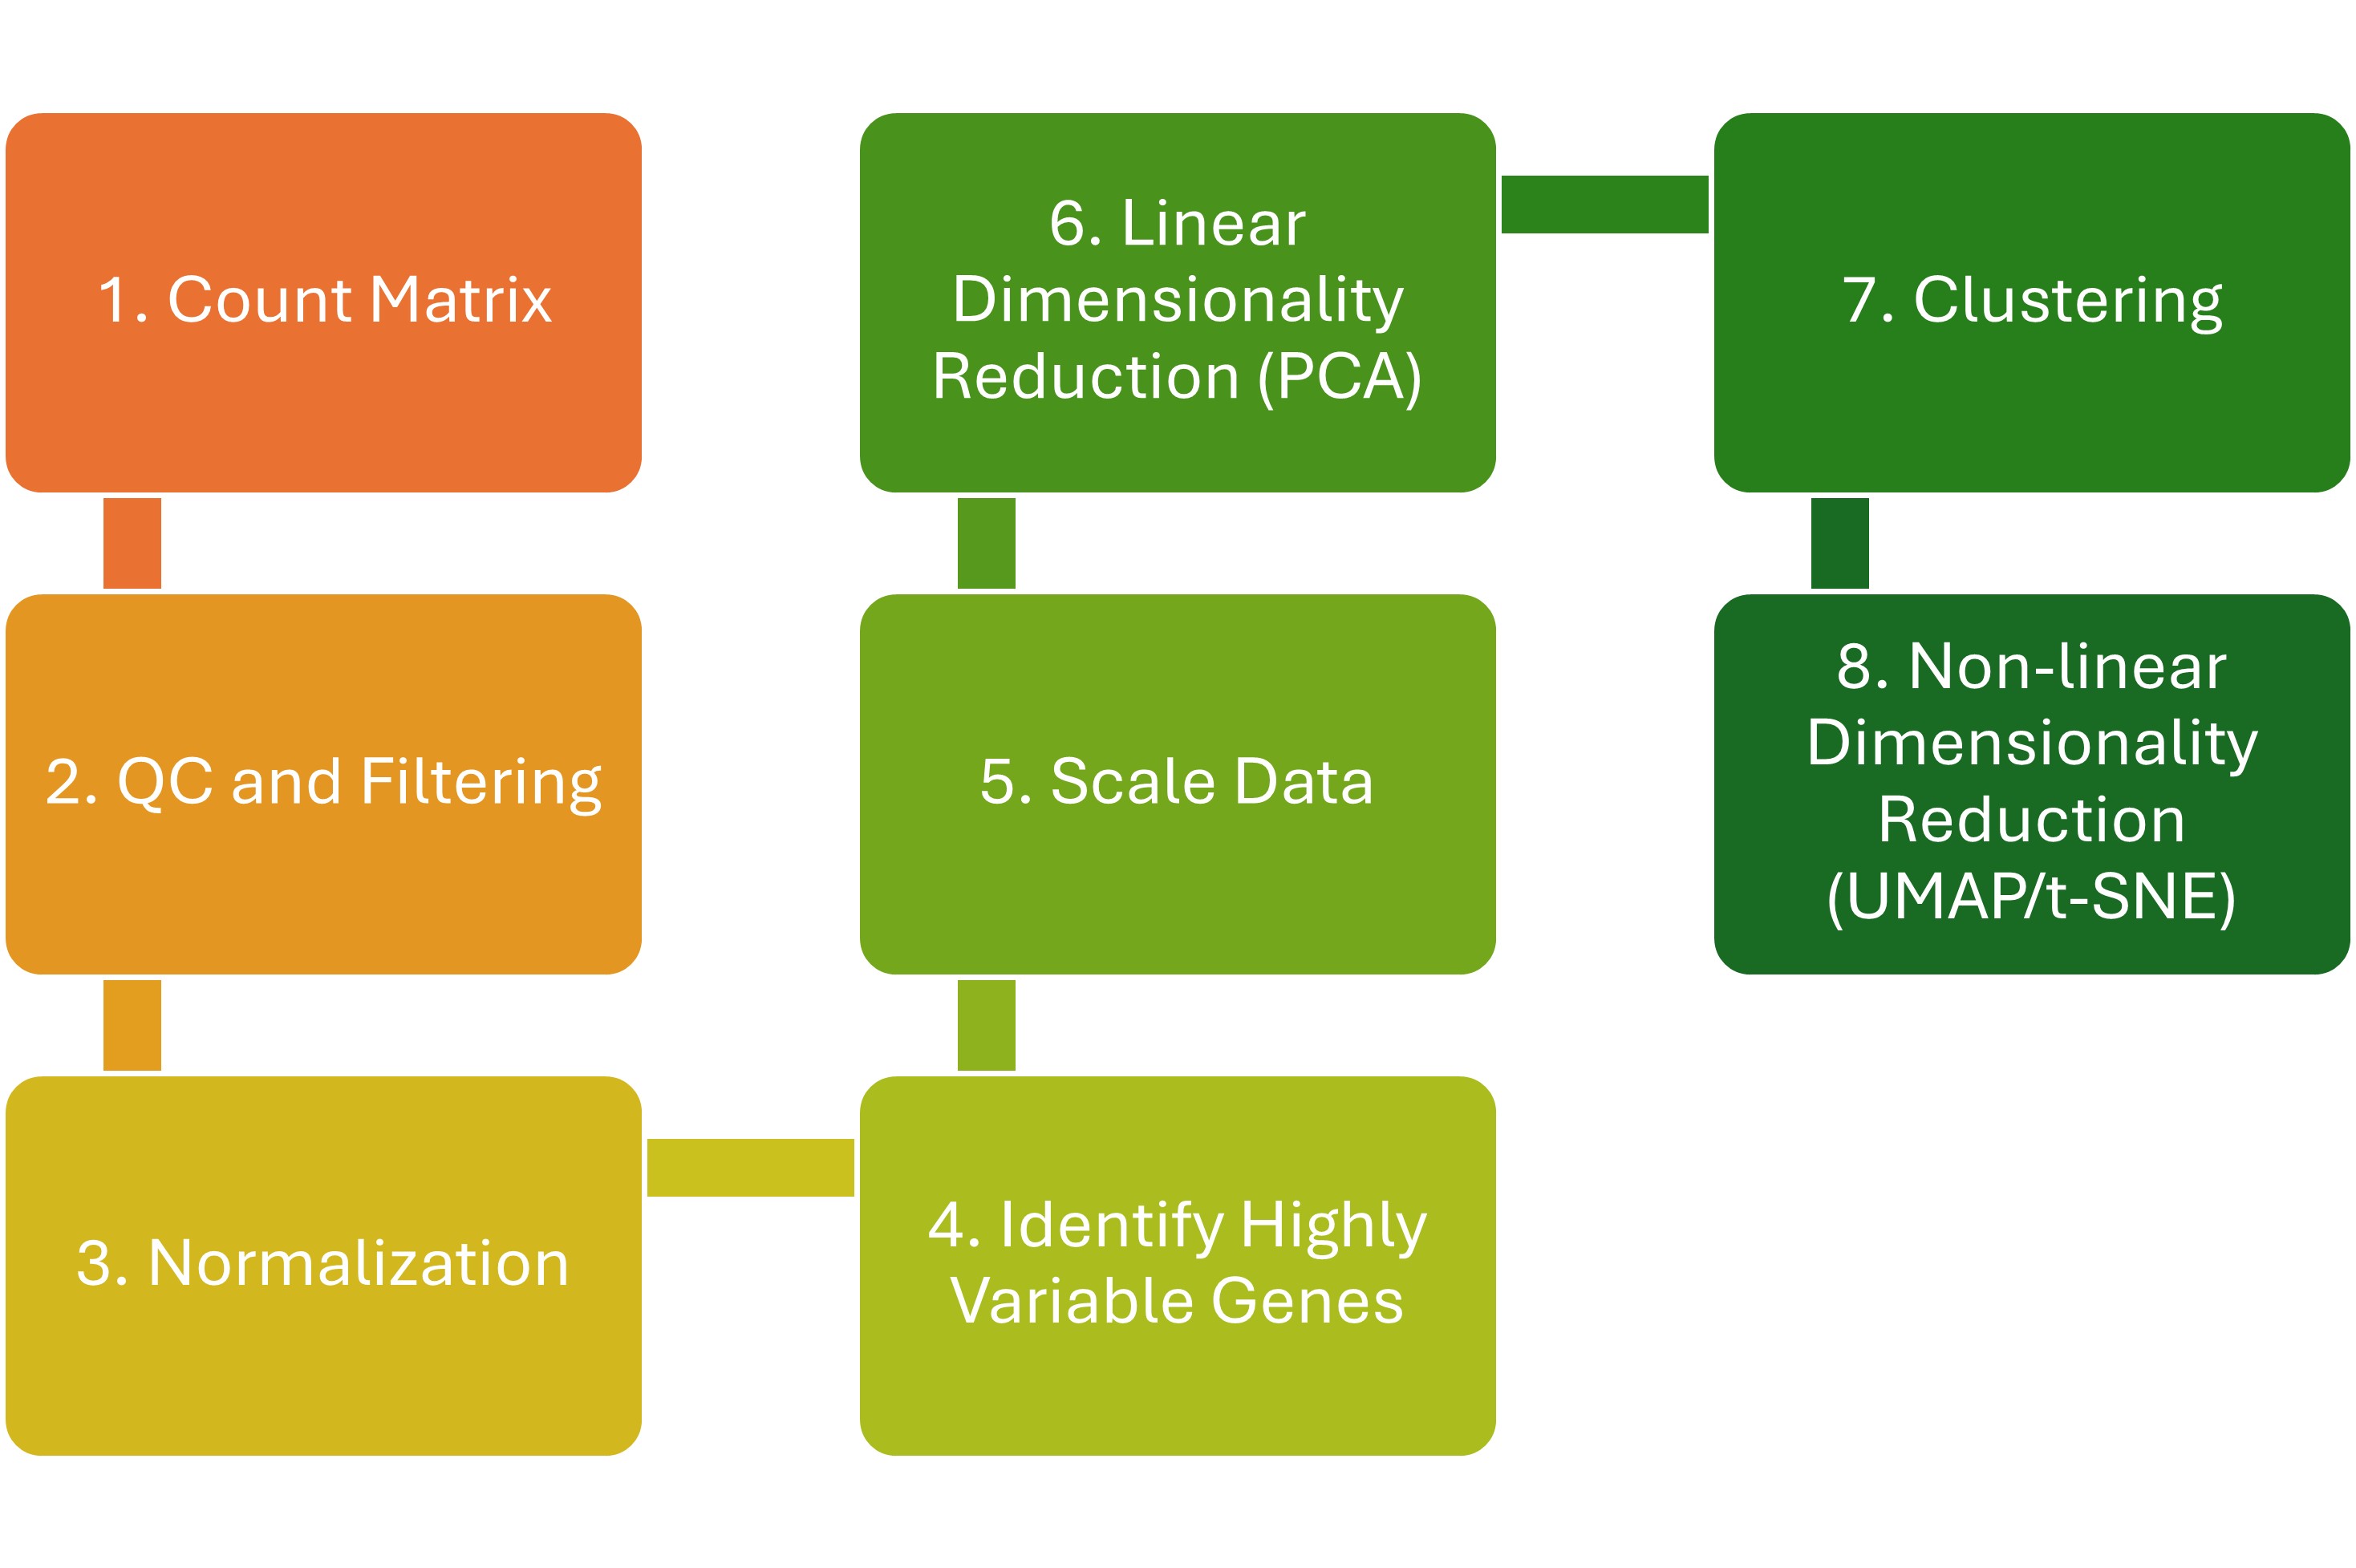 1. Count Matrix
2. QC and Filtering
3. Normalization
4. Identify Highly
Variable Genes
5. Scale Data
6. Linear
Dimensionality
Reduction (PCA)
7. Clustering
8. Non-linear
Dimensionality
Reduction
(UMAP/t-SNE)